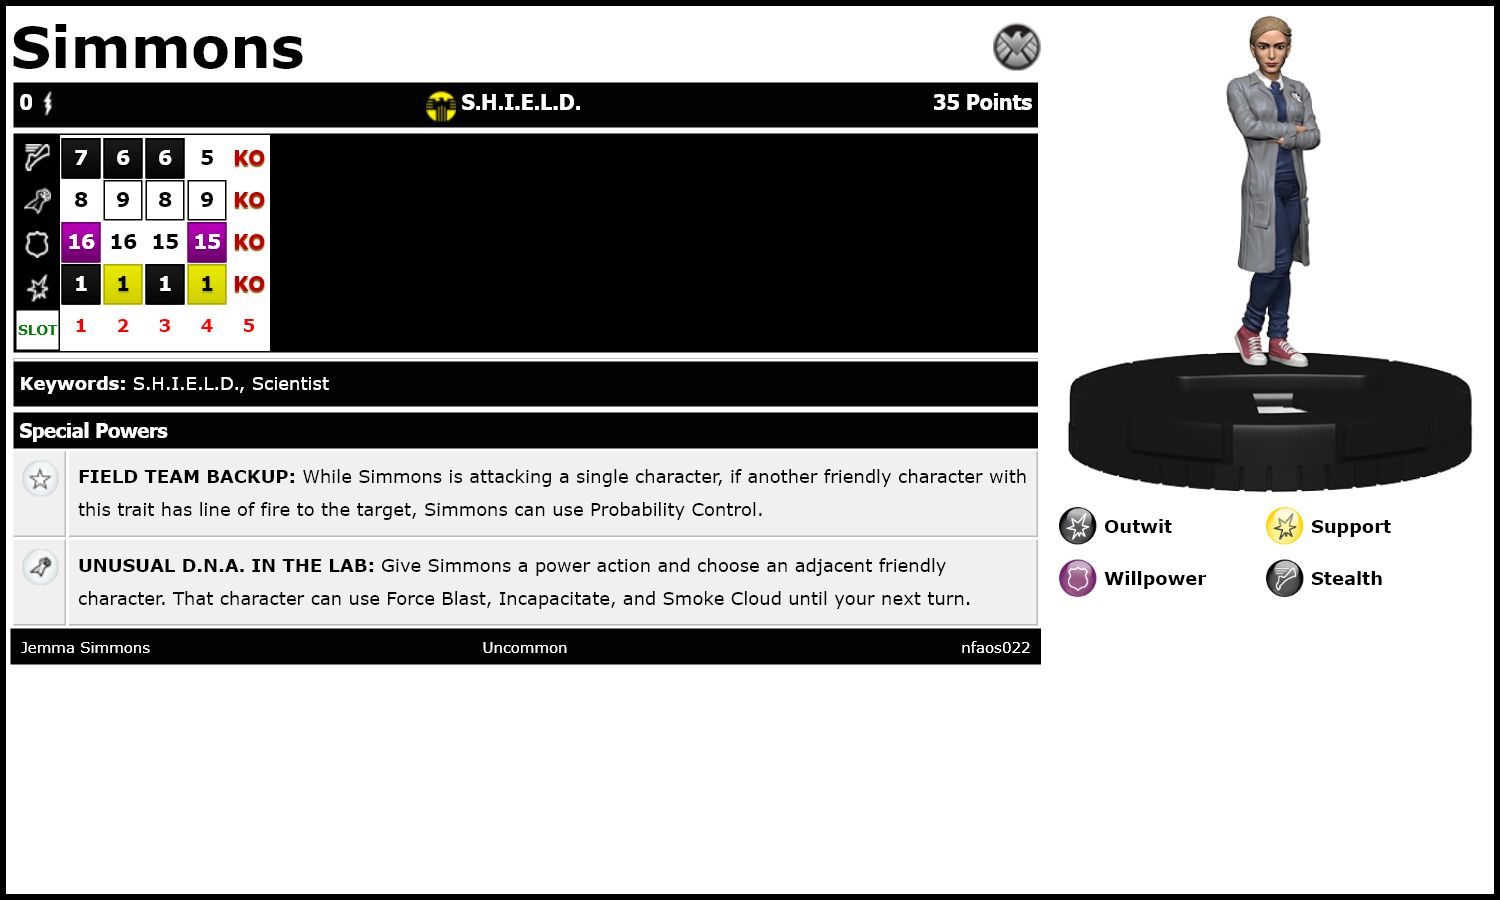 Simmons
0 S.H.I.E.L.D. 35 Points
7 6 6 5 KO
8 9 8 9 KO
16 16 15 15 KO
1 1 1 1 KO
SLOT 1 2 3 4 5
Keywords: S.H.I.E.L.D., Scientist
Special Powers
FIELD TEAM BACKUP: While Simmons is attacking a single character, if another friendly character with
this trait has line of fire to the target, Simmons can use Probability Control.
UNUSUAL D.N.A. IN THE LAB: Give Simmons a power action and choose an adjacent friendly
character. That character can use Force Blast, Incapacitate, and Smoke Cloud until your next turn.
Jemma Simmons Uncommon nfaos022
Outwit Support
Willpower Stealth